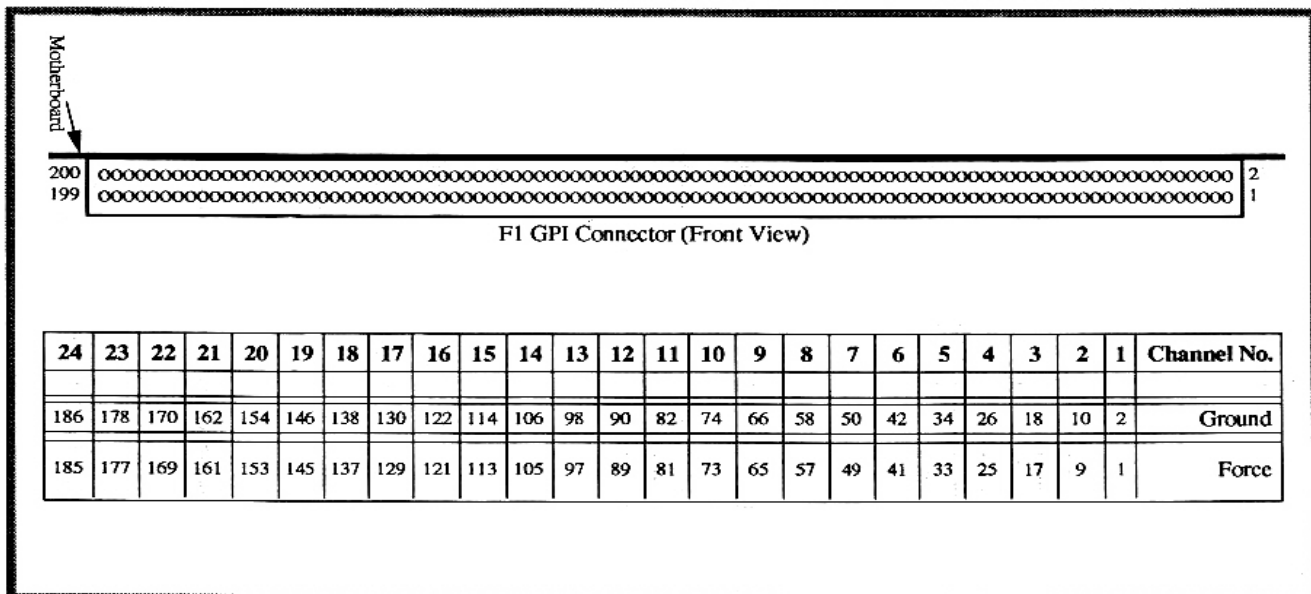 Motherboard
200 OOOOOOOOOOOOOOOOOOOOOOOOOOOOOOOOOOOOOOOOOOOOOOOOOOOOOOOOOOOOOOOOOOOOOOOOOOOOOOOOOOOOOOOOOOOOOOOOOOOO 2
199 OOOOOOOOOOOOOOOOOOOOOOOOOOOOOOOOOOOOOOOOOOOOOOOOOOOOOOOOOOOOOOOOOOOOOOOOOOOOOOOOOOOOOOOOOOOOOOOOOOOO 1
F1 GPI Connector (Front View)
24 23 22 21 20 19 18 17 16 15 14 13 12 11 10 9 8 7 6 5 4 3 2 1 Channel No.
186 178 170 162 154 146 138 130 122 114 106 98 90 82 74 66 58 50 42 34 26 18 10 2 Ground
185 177 169 161 153 145 137 129 121 113 105 97 89 81 73 65 57 49 41 33 25 17 9 1 Force